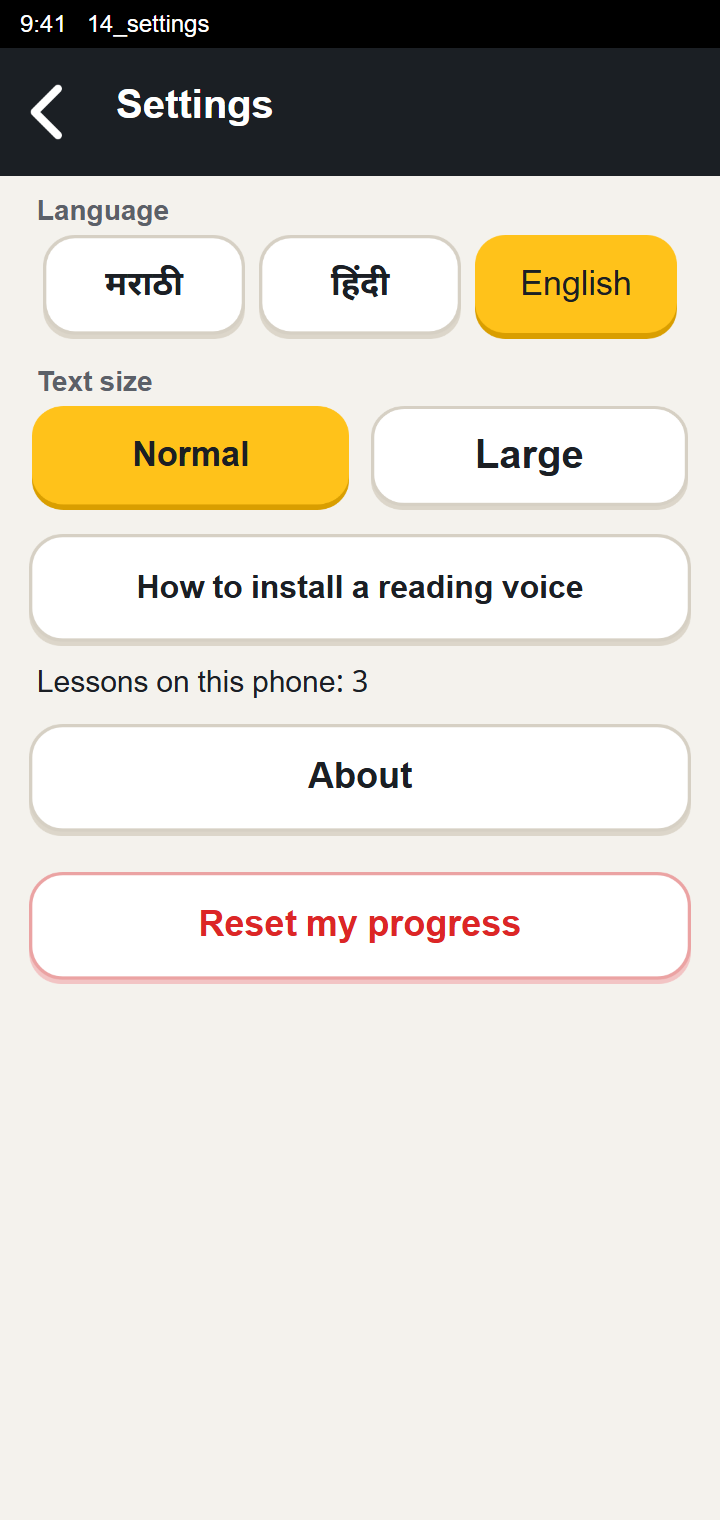 9:41 14_settings
Settings
Language
मराठी हिंदी English
Text size
Normal Large
How to install a reading voice
Lessons on this phone: 3
About
Reset my progress